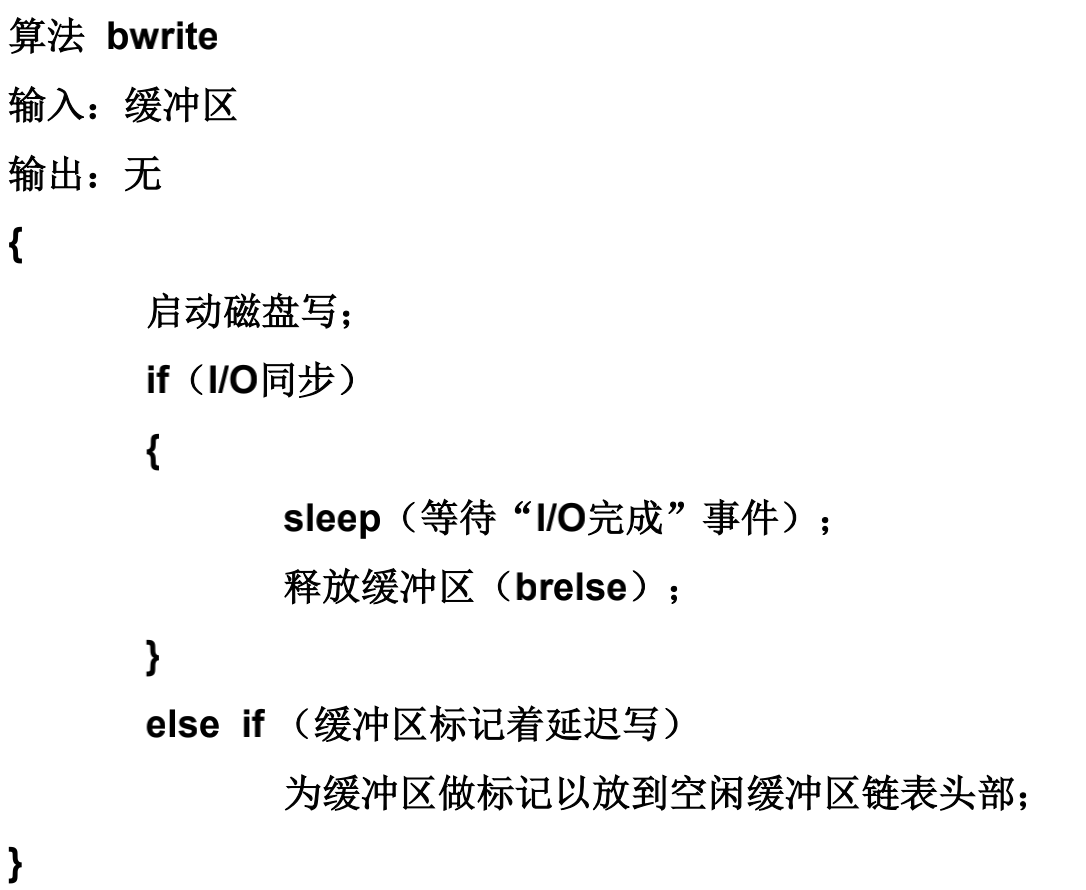 算法 bwrite
输入：缓冲区
输出：无
{
启动磁盘写；
if（I/O同步）
{
sleep（等待“I/O完成”事件）；
释放缓冲区（brelse）；
}
else if （缓冲区标记着延迟写）
为缓冲区做标记以放到空闲缓冲区链表头部；
}